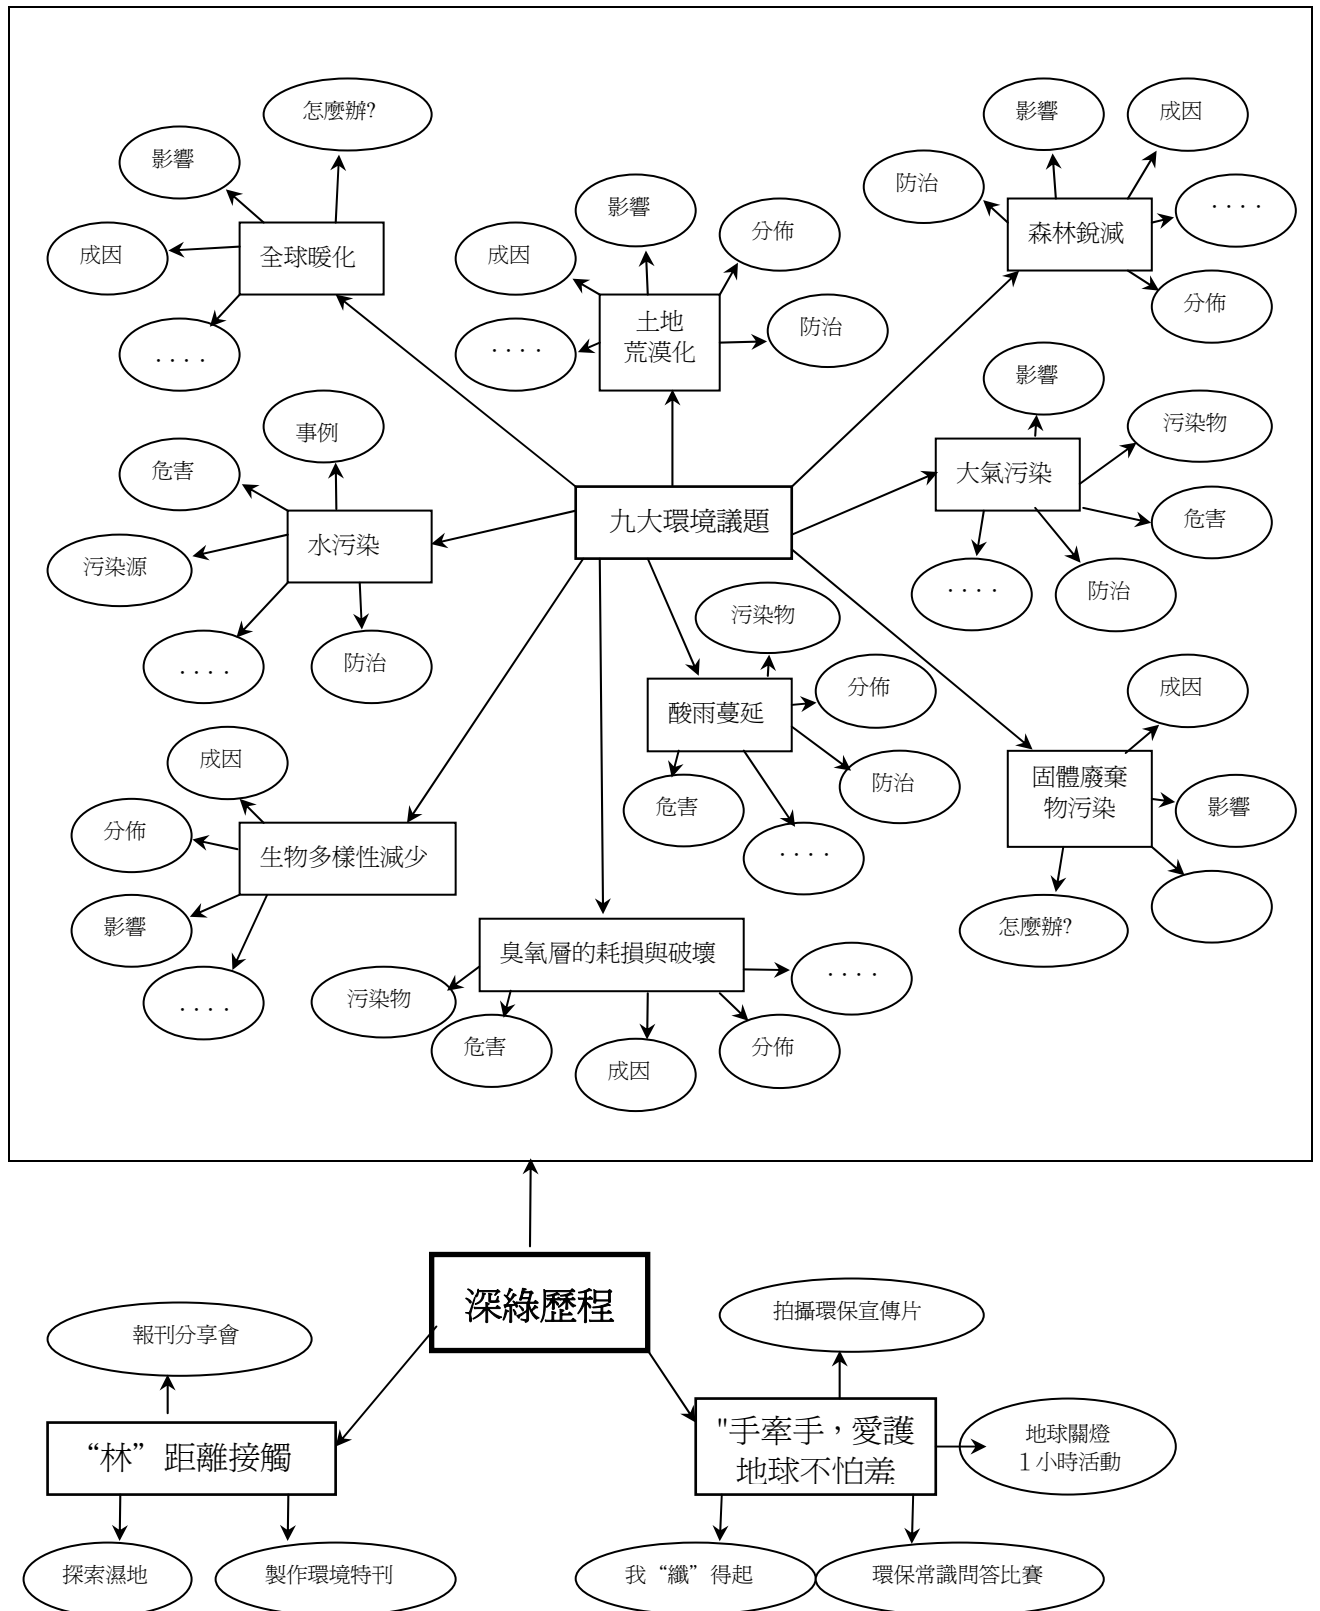 怎麼辦?
影響
成因
全球暖化
. . . .
影響
成因
分佈
土地
荒漠化
. . . .
防治
影響
成因
防治
. . . .
森林銳減
分佈
事例
危害
水污染
污染源
. . . .
防治
九大環境議題
影響
污染物
大氣污染
危害
. . . .
防治
污染物
分佈
酸雨蔓延
防治
危害
. . . .
成因
固體廢棄
物污染
影響
怎麼辦?
成因
分佈
生物多樣性減少
影響
. . . .
臭氧層的耗損與破壞
. . . .
污染物
危害
成因
分佈
深綠歷程
報刊分享會
“林”距離接觸
探索濕地
製作環境特刊
拍攝環保宣傳片
"手牽手，愛護
地球不怕羞
地球關燈
１小時活動
我“纖”得起
環保常識問答比賽